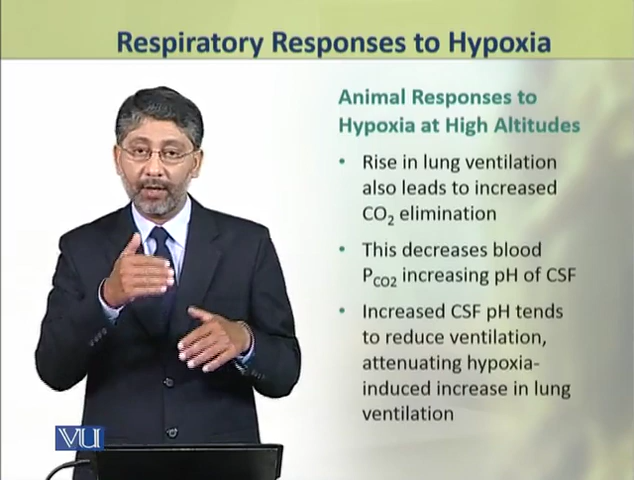 Respiratory Responses to Hypoxia
Animal Responses to
Hypoxia at High Altitudes
• Rise in lung ventilation
also leads to increased
CO₂ elimination
• This decreases blood
P_CO2 increasing pH of CSF
• Increased CSF pH tends
to reduce ventilation,
attenuating hypoxia-
induced increase in lung
ventilation
VU